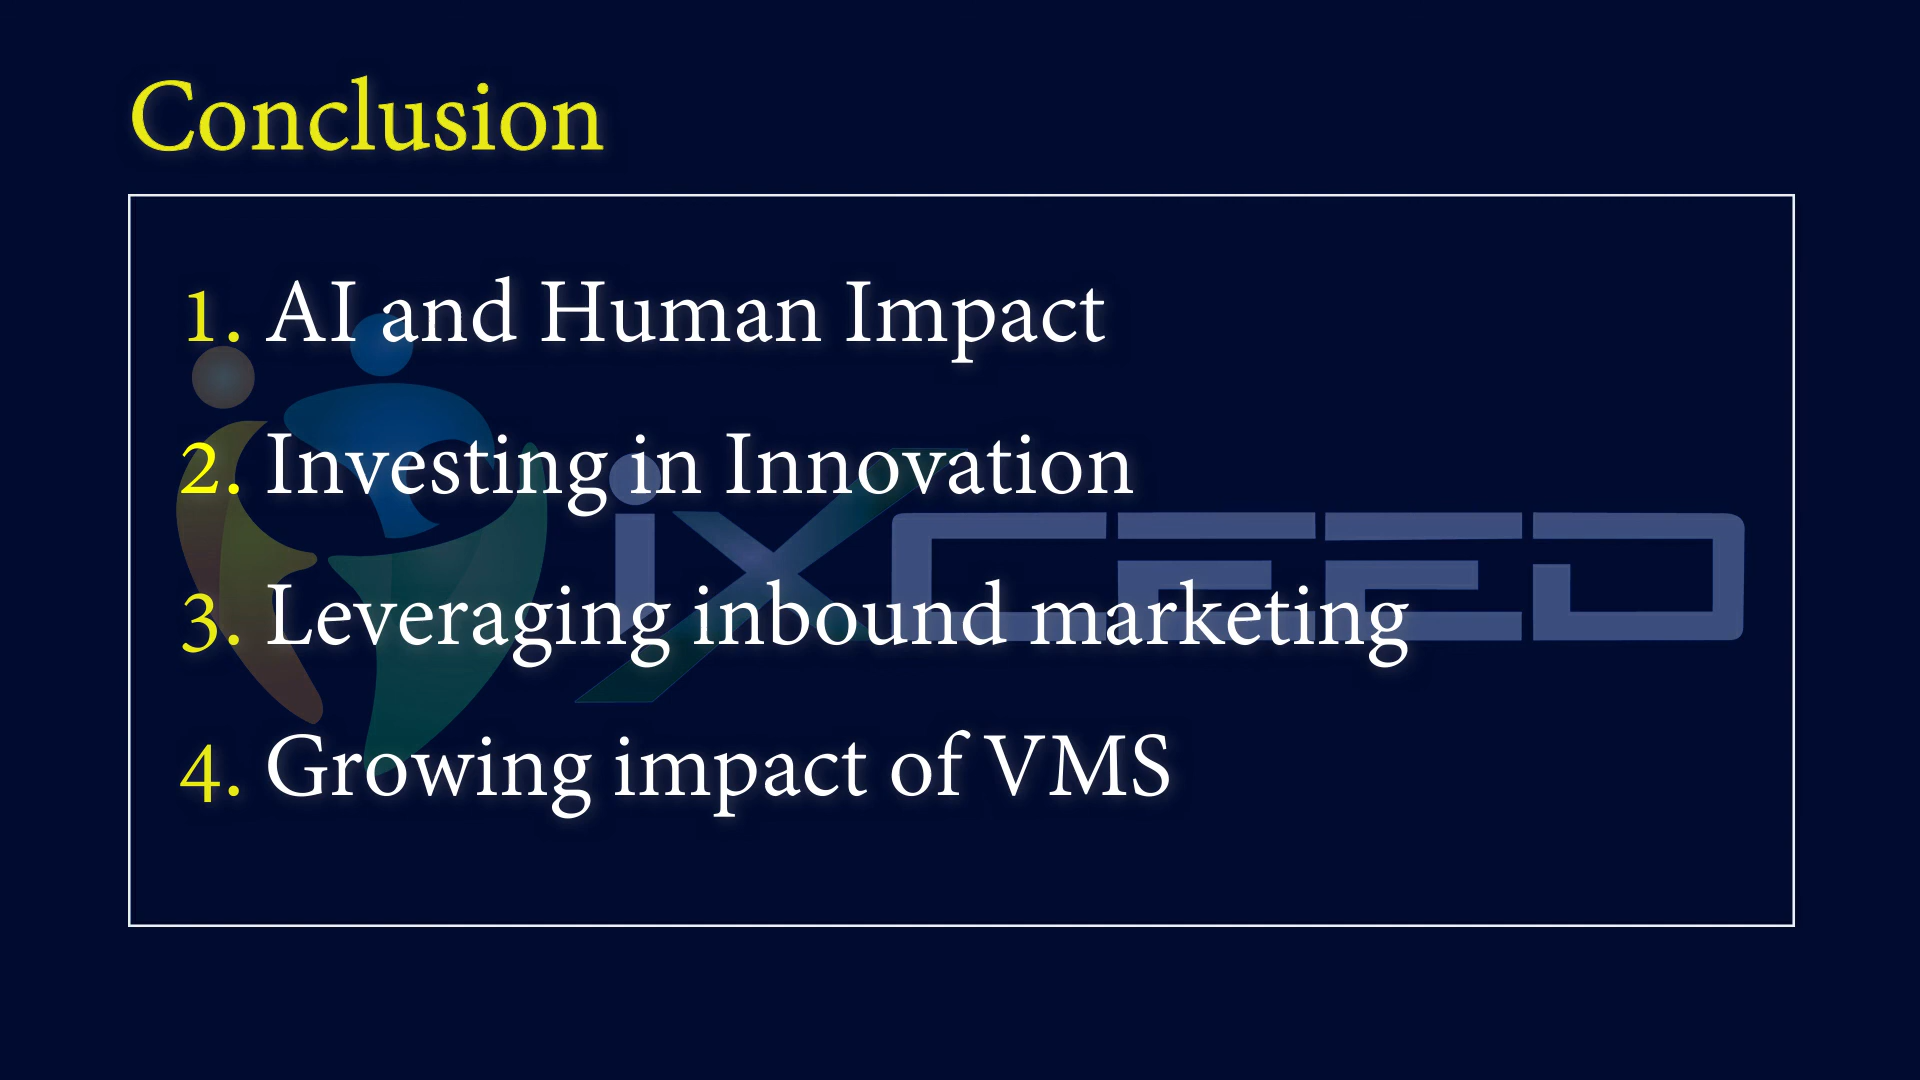 Conclusion
1. AI and Human Impact
2. Investing in Innovation
iXCEED
3. Leveraging inbound marketing
4. Growing impact of VMS